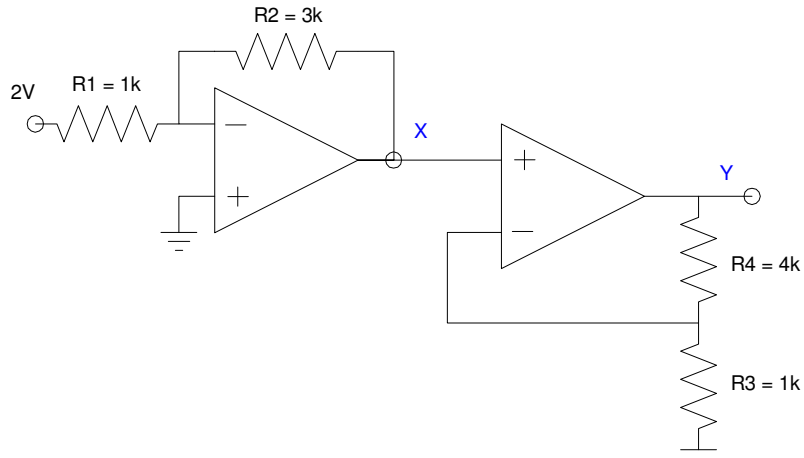 R2 = 3k
R1 = 1k
2V
−
+
X
+
−
Y
R4 = 4k
R3 = 1k